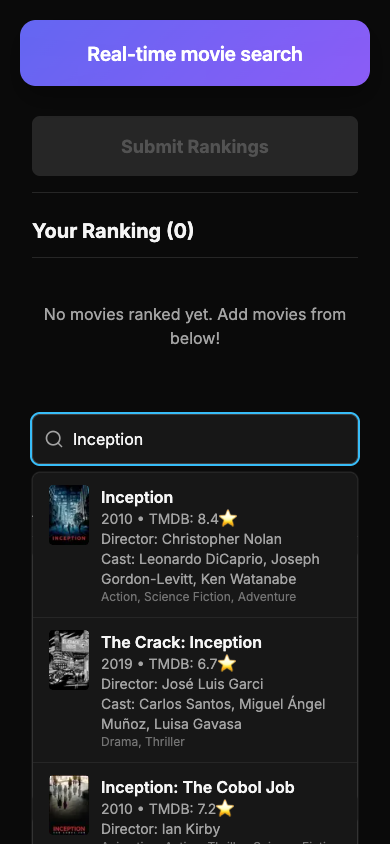 Real-time movie search
Submit Rankings
Your Ranking (0)
No movies ranked yet. Add movies from
below!
Inception
Inception
2010 • TMDB: 8.4⭐
Director: Christopher Nolan
Cast: Leonardo DiCaprio, Joseph
Gordon-Levitt, Ken Watanabe
Action, Science Fiction, Adventure
INCEPTION
The Crack: Inception
2019 • TMDB: 6.7⭐
Director: José Luis Garci
Cast: Carlos Santos, Miguel Ángel
Muñoz, Luisa Gavasa
Drama, Thriller
Inception: The Cobol Job
2010 • TMDB: 7.2⭐
Director: Ian Kirby
INCEPTION